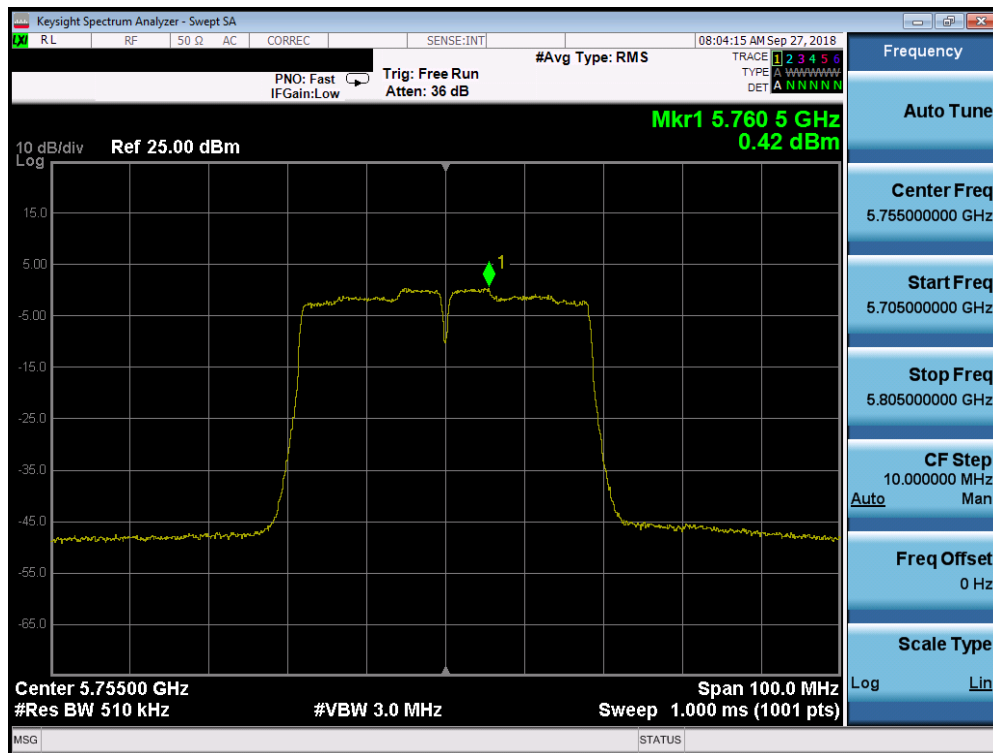 Keysight Spectrum Analyzer - Swept SA
LXI RL RF 50 Ω AC CORREC SENSE:INT 08:04:15 AM Sep 27, 2018
Frequency
#Avg Type: RMS
TRACE 1 2 3 4 5 6
PNO: Fast Trig: Free Run TYPE A WWWWWW
IFGain:Low Atten: 36 dB DET A N N N N N
Mkr1 5.760 5 GHz
0.42 dBm
10 dB/div Ref 25.00 dBm
Log
15.0
5.00
1
-5.00
-15.0
-25.0
-35.0
-45.0
-55.0
-65.0
Center 5.75500 GHz Span 100.0 MHz
#Res BW 510 kHz #VBW 3.0 MHz Sweep 1.000 ms (1001 pts)
MSG STATUS
Auto Tune
Center Freq
5.755000000 GHz
Start Freq
5.705000000 GHz
Stop Freq
5.805000000 GHz
CF Step
10.000000 MHz
Auto Man
Freq Offset
0 Hz
Scale Type
Log Lin